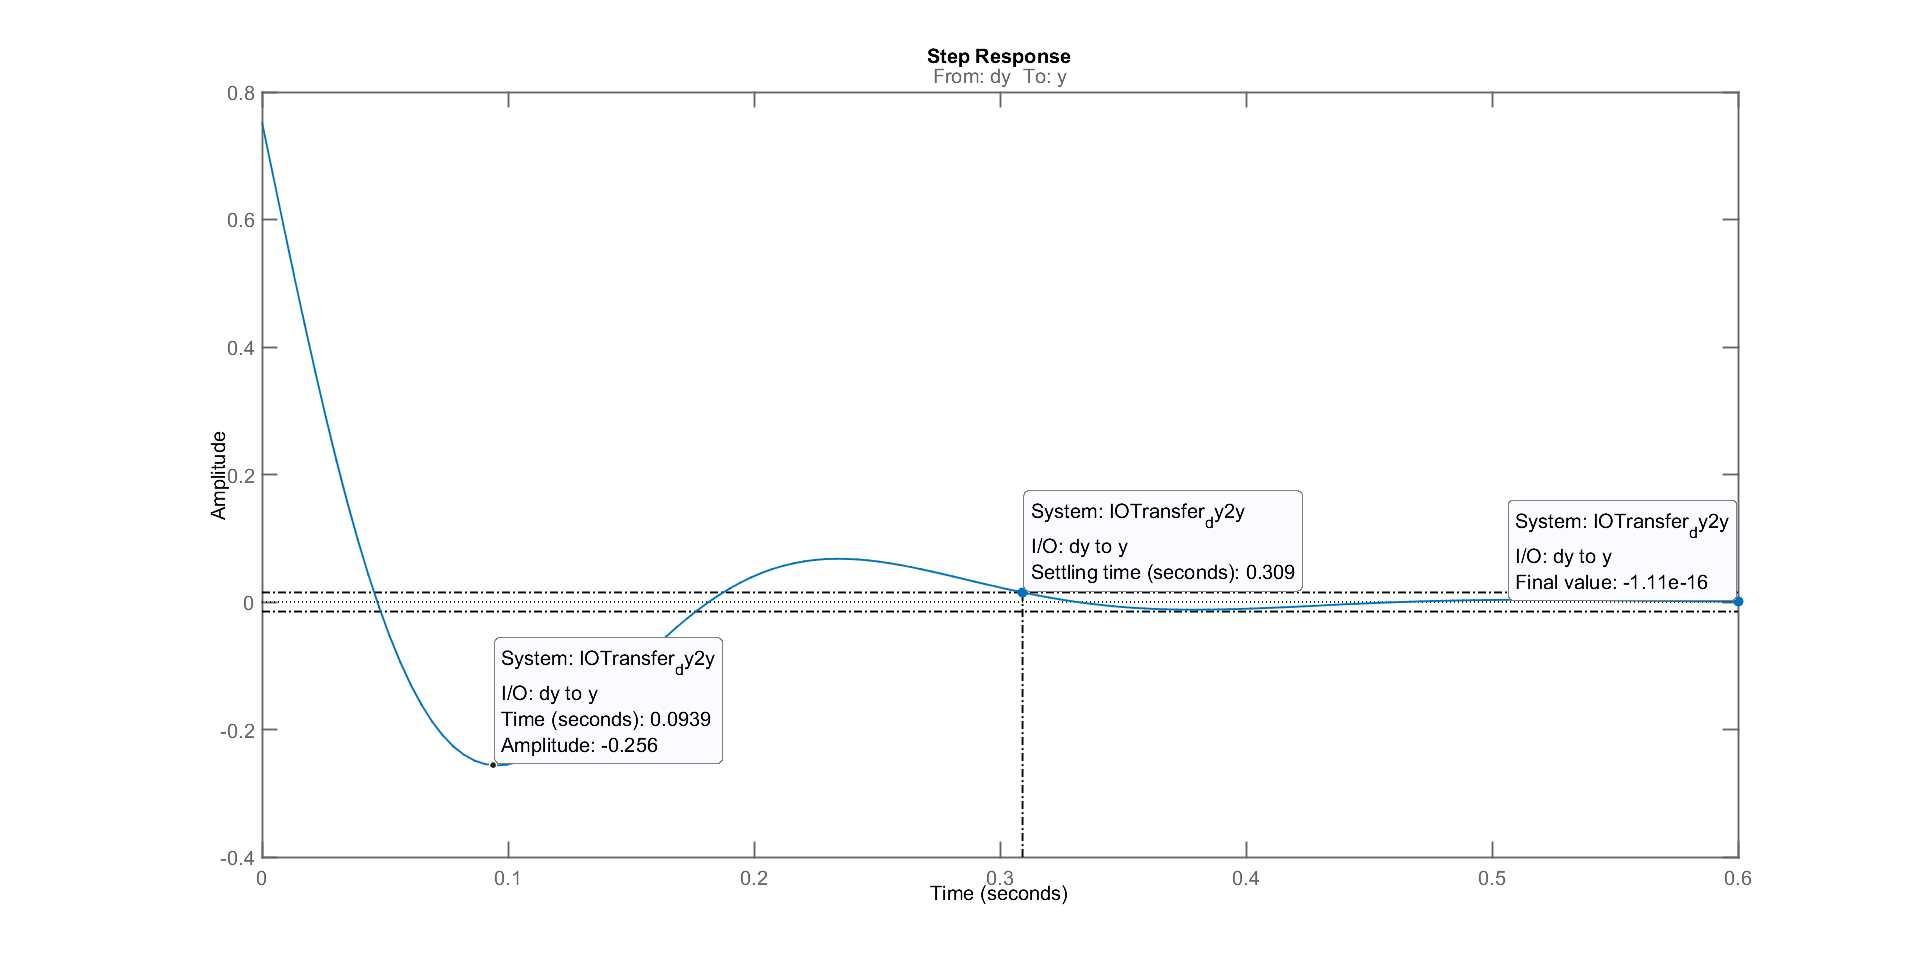 Step Response
From: dy  To: y
Amplitude
0.8
0.6
0.4
0.2
0
-0.2
-0.4
System: IOTransfer_dy2y
I/O: dy to y
Settling time (seconds): 0.309
System: IOTransfer_dy2y
I/O: dy to y
Final value: -1.11e-16
System: IOTransfer_dy2y
I/O: dy to y
Time (seconds): 0.0939
Amplitude: -0.256
0 0.1 0.2 0.3 0.4 0.5 0.6
Time (seconds)